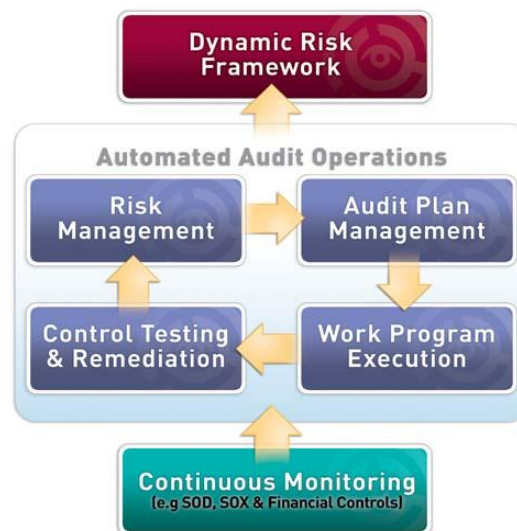 Dynamic Risk
Framework
Automated Audit Operations
Risk
Management
Audit Plan
Management
Control Testing
& Remediation
Work Program
Execution
Continuous Monitoring
(e.g SOD, SOX & Financial Controls)